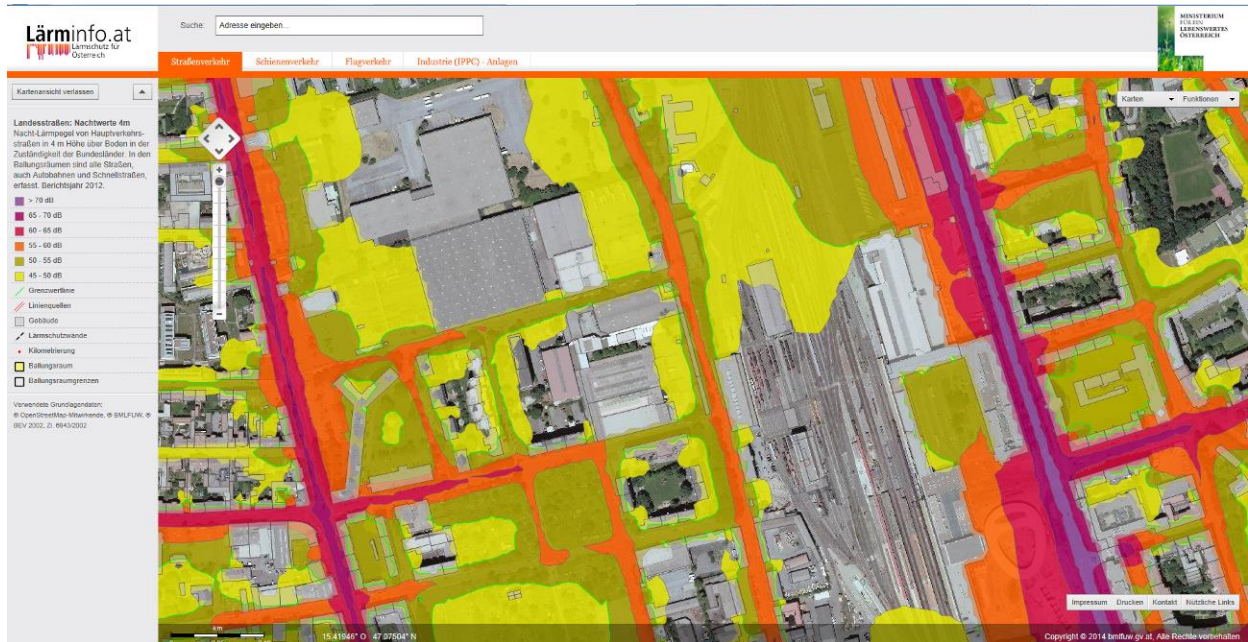 Lärminfo.at
Lärmschutz für
Österreich
Suche: Adresse eingeben...
MINISTERIUM
FÜR EIN
LEBENSWERTES
ÖSTERREICH
Straßenverkehr Schienenverkehr Flugverkehr Industrie (IPPC) - Anlagen
Kartenansicht verlassen
Karten Funktionen
Landesstraßen: Nachtwerte 4m
Nacht-Lärmpegel von Hauptverkehrs-
straßen in 4 m Höhe über Boden in der
Zuständigkeit der Bundesländer. In den
Ballungsräumen sind alle Straßen,
auch Autobahnen und Schnellstraßen,
erfasst. Berichtsjahr 2012.
> 70 dB
65 - 70 dB
60 - 65 dB
55 - 60 dB
50 - 55 dB
45 - 50 dB
Grenzwertlinie
Linienquellen
Gebäude
Lärmschutzwände
Kilometrierung
Ballungsraum
Ballungsraumgrenzen
Verwendete Grundlagendaten:
© OpenStreetMap-Mitwirkende, © BMLFUW, ©
BEV 2002, Zl. 6943/2002
Impressum Drucken Kontakt Nützliche Links
km
15.41946° O 47.07504° N
Copyright © 2014 bmlfuw.gv.at, Alle Rechte vorbehalten